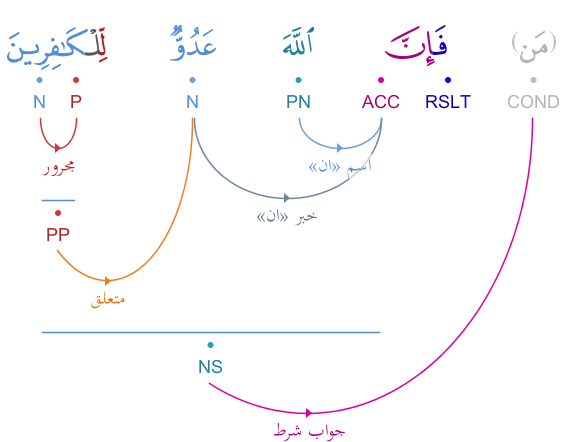 (مَن) فَإِنَّ ٱللَّهَ عَدُوٌّ لِّلْكَـٰفِرِينَ
COND RSLT ACC PN N P N
اسم «ان» مجرور
خبر «ان»
PP
متعلق
NS
جواب شرط